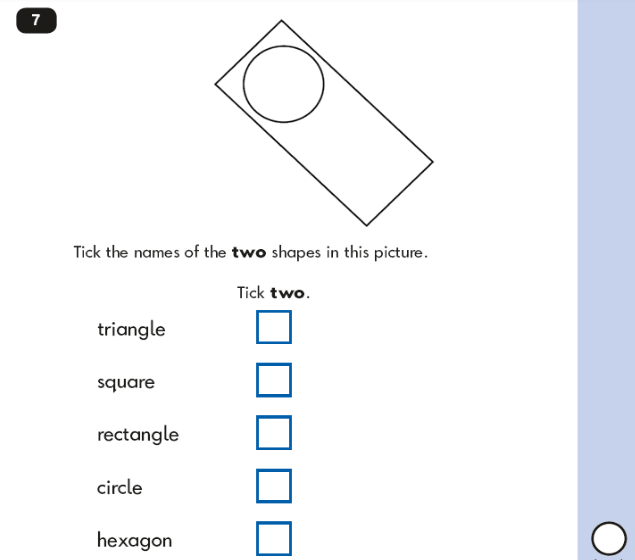 7
Tick the names of the two shapes in this picture.
Tick two.
triangle
square
rectangle
circle
hexagon